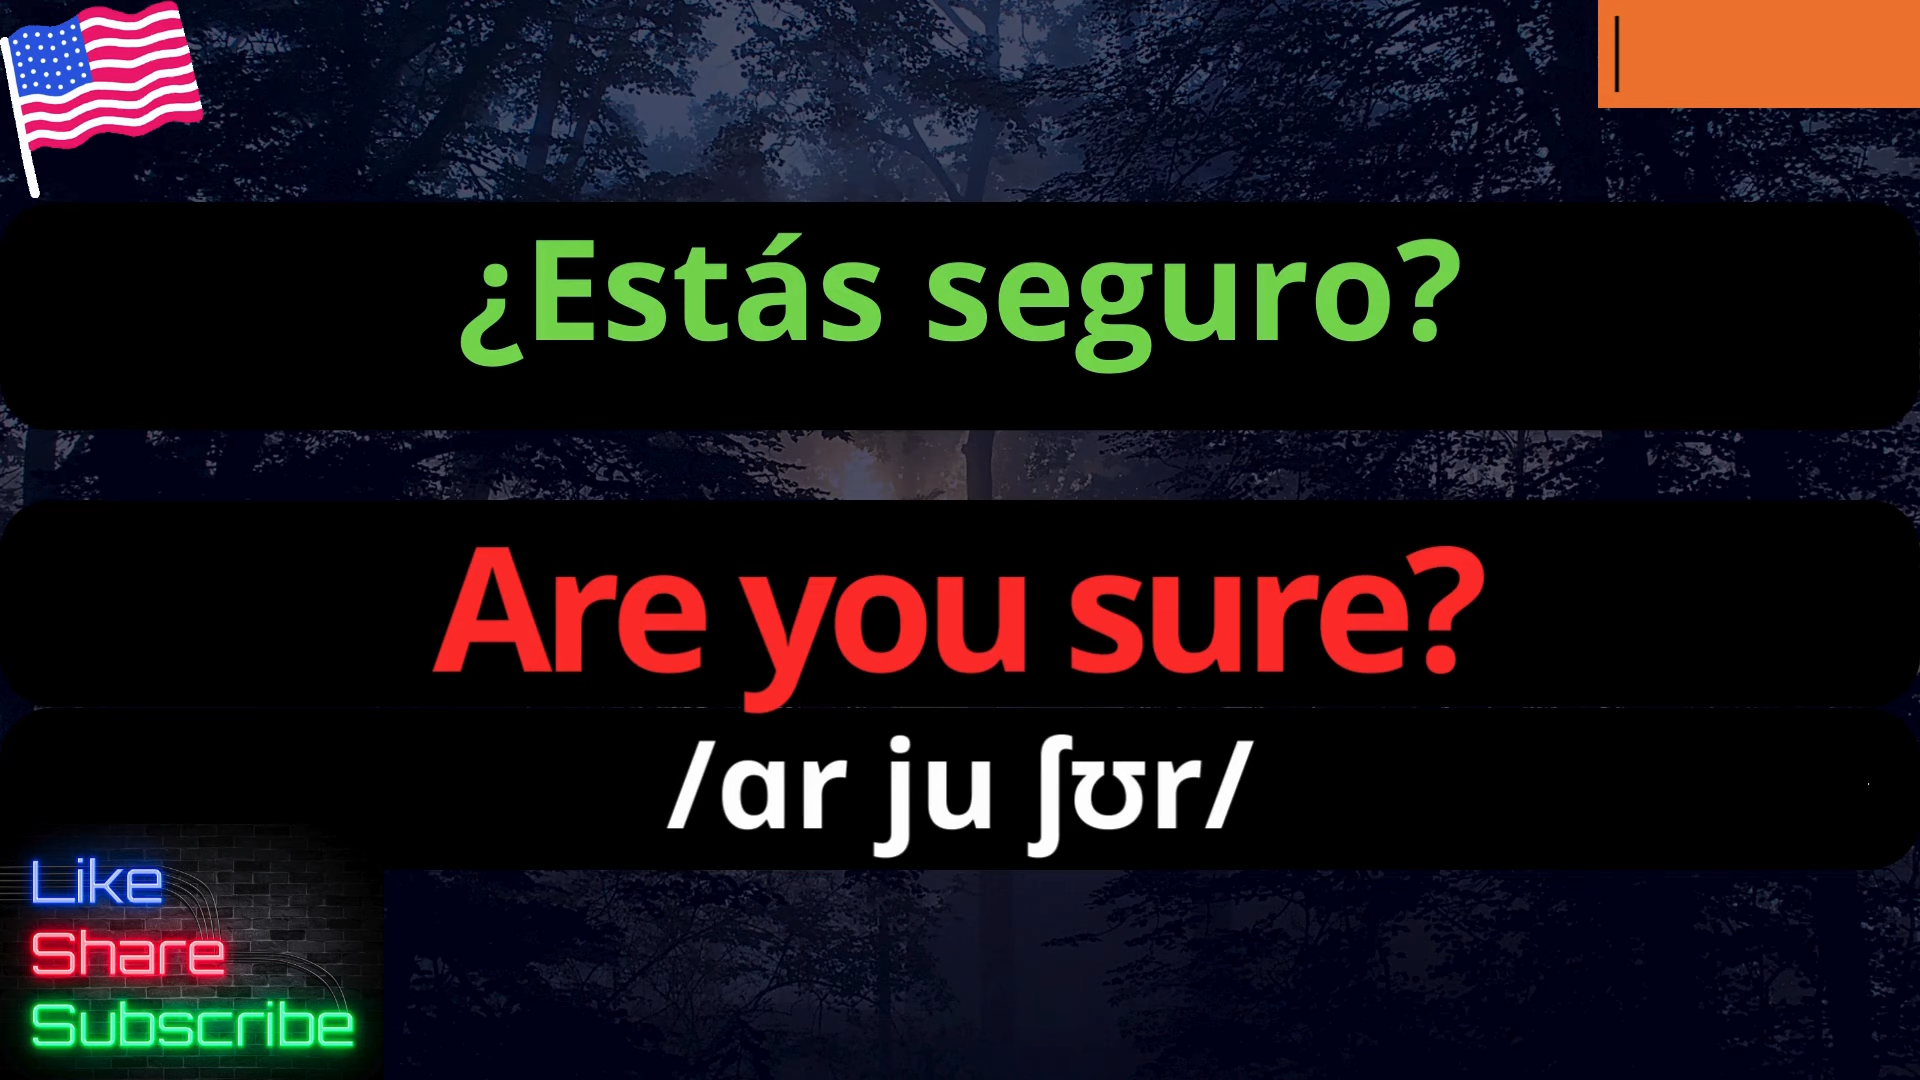 ¿Estás seguro?
Are you sure?
/ɑr ju ʃʊr/
Like
Share
Subscribe